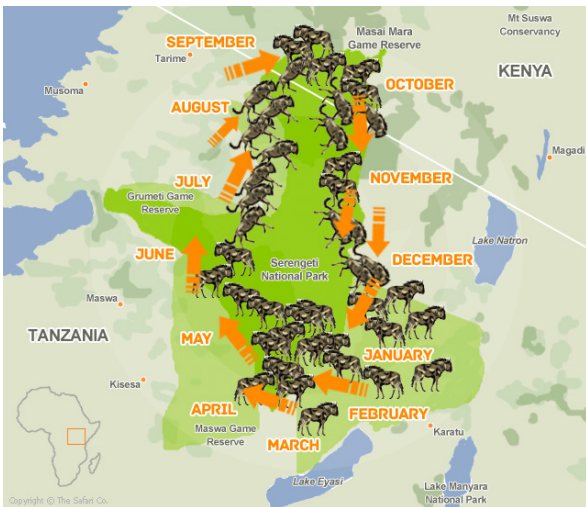 Mt Suswa
Conservancy
Masai Mara
Game Reserve
SEPTEMBER
Tarime
KENYA
OCTOBER
Musoma
AUGUST
Magadi
JULY
NOVEMBER
Grumeti Game
Reserve
Lake Natron
JUNE
Serengeti
National Park
DECEMBER
Maswa
TANZANIA
MAY
JANUARY
Kisesa
APRIL
FEBRUARY
Maswa Game
Reserve
Karatu
MARCH
Lake Eyasi
Lake Manyara
National Park
Copyright © The Safari Co.